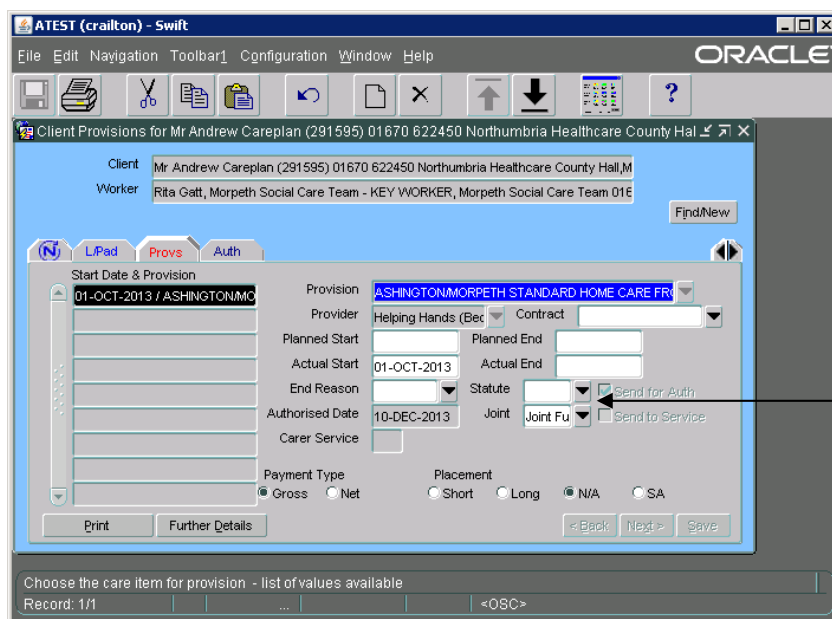 ATEST (crailton) - Swift
File Edit Navigation Toolbar1 Configuration Window Help
ORACLE
?
Client Provisions for Mr Andrew Careplan (291595) 01670 622450 Northumbria Healthcare County Hal
Client Mr Andrew Careplan (291595) 01670 622450 Northumbria Healthcare County Hall,M
Worker Rita Gatt, Morpeth Social Care Team - KEY WORKER, Morpeth Social Care Team 016
Find/New
N L/Pad Provs Auth
Start Date & Provision
01-OCT-2013 / ASHINGTON/MO
Provision ASHINGTON/MORPETH STANDARD HOME CARE FR
Provider Helping Hands (Bec Contract
Planned Start Planned End
Actual Start 01-OCT-2013 Actual End
End Reason Statute Send for Auth
Authorised Date 10-DEC-2013 Joint Joint Fu Send to Service
Carer Service
Payment Type Placement
Gross Net Short Long N/A SA
Print Further Details < Back Next > Save
Choose the care item for provision - list of values available
Record: 1/1 ... <OSC>